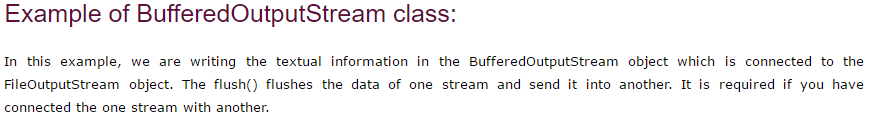 Example of BufferedOutputStream class:
In this example, we are writing the textual information in the BufferedOutputStream object which is connected to the
FileOutputStream object. The flush() flushes the data of one stream and send it into another. It is required if you have
connected the one stream with another.